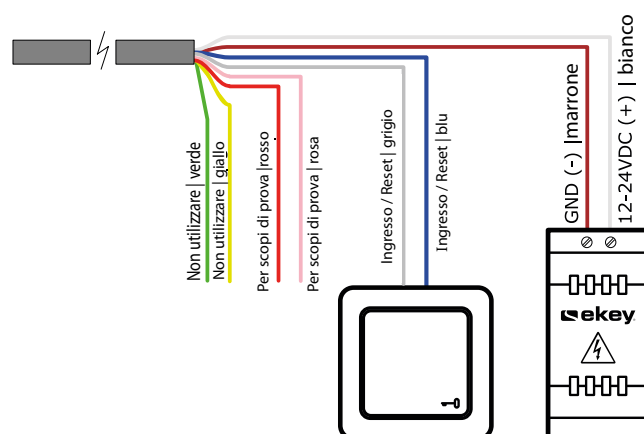 Non utilizzare | verde
Non utilizzare | giallo
Per scopi di prova |rosso
Per scopi di prova | rosa
Ingresso / Reset | grigio
Ingresso / Reset | blu
GND (-) |marrone
12-24VDC (+) | bianco
ekey